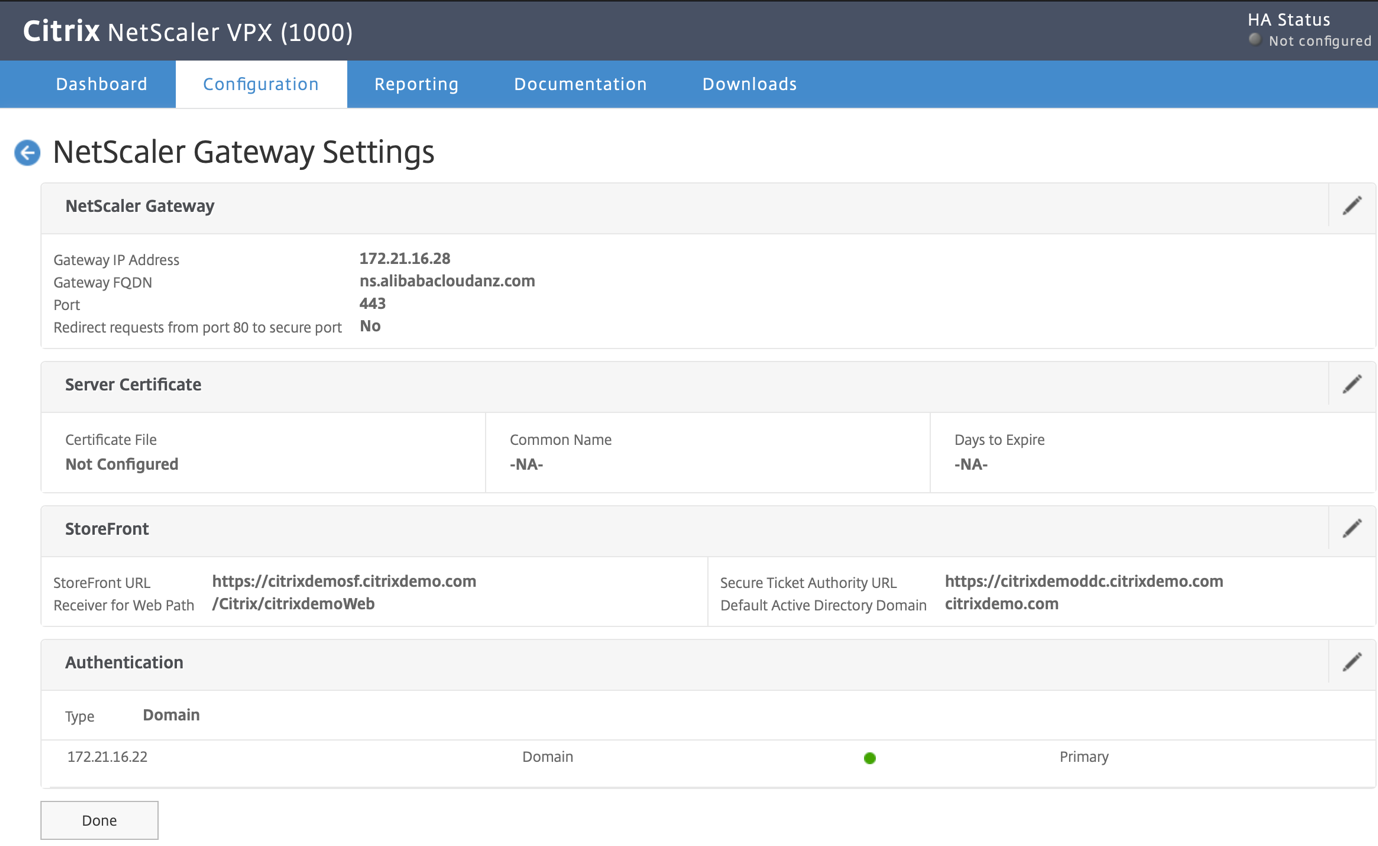 Citrix NetScaler VPX (1000)
HA Status
Not configured
Dashboard Configuration Reporting Documentation Downloads
NetScaler Gateway Settings
NetScaler Gateway
Gateway IP Address 172.21.16.28
Gateway FQDN ns.alibabacloudanz.com
Port 443
Redirect requests from port 80 to secure port No
Server Certificate
Certificate File Common Name Days to Expire
Not Configured -NA- -NA-
StoreFront
StoreFront URL https://citrixdemosf.citrixdemo.com Secure Ticket Authority URL https://citrixdemoddc.citrixdemo.com
Receiver for Web Path /Citrix/citrixdemoWeb Default Active Directory Domain citrixdemo.com
Authentication
Type Domain
172.21.16.22 Domain Primary
Done